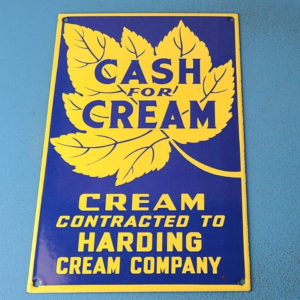 CASH
FOR
CREAM
CREAM
CONTRACTED TO
HARDING
CREAM COMPANY